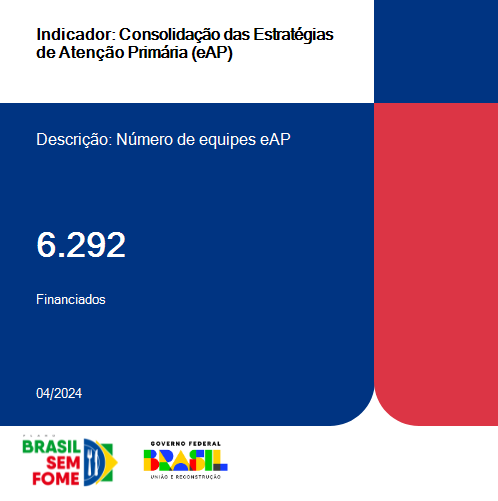 Indicador: Consolidação das Estratégias
de Atenção Primária (eAP)
Descrição: Número de equipes eAP
6.292
Financiados
04/2024
PLANO
BRASIL
SEM
FOME
GOVERNO FEDERAL
BRASIL
UNIÃO E RECONSTRUÇÃO